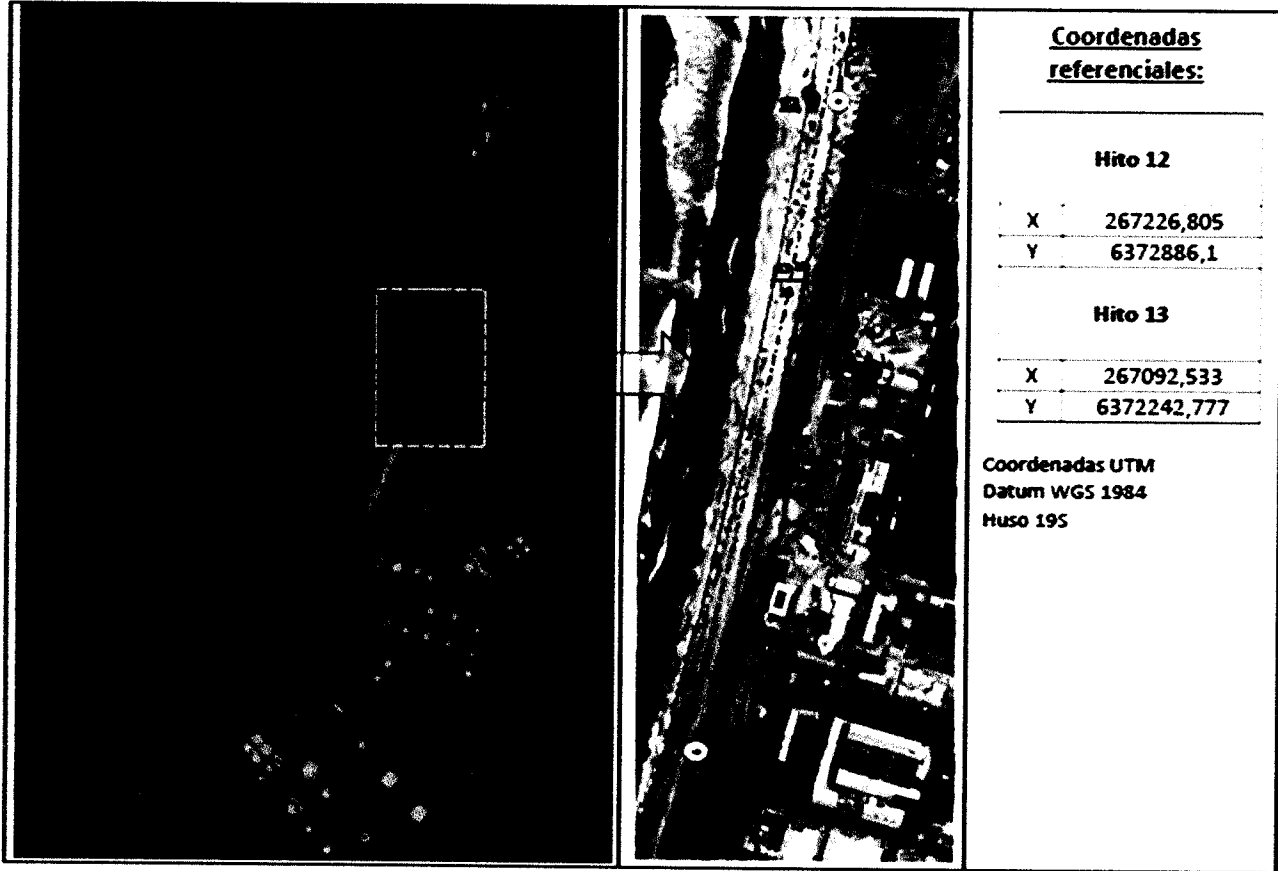 Coordenadas
referenciales:
Hito 12
X 267226,805
Y 6372886,1
Hito 13
X 267092,533
Y 6372242,777
Coordenadas UTM
Datum WGS 1984
Huso 19S